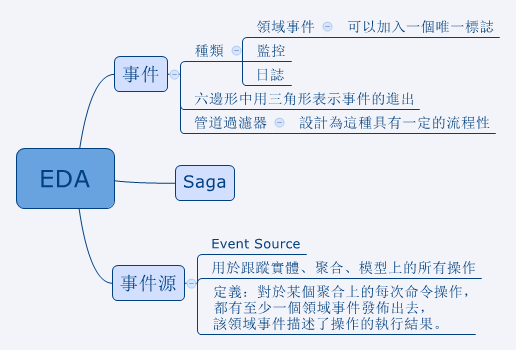 領域事件
可以加入一個唯一標誌
種類
監控
日誌
事件
六邊形中用三角形表示事件的進出
管道過濾器
設計為這種具有一定的流程性
EDA
Saga
Event Source
用於跟蹤實體、聚合、模型上的所有操作
事件源
定義：對於某個聚合上的每次命令操作，
都有至少一個領域事件發佈出去，
該領域事件描述了操作的執行結果。